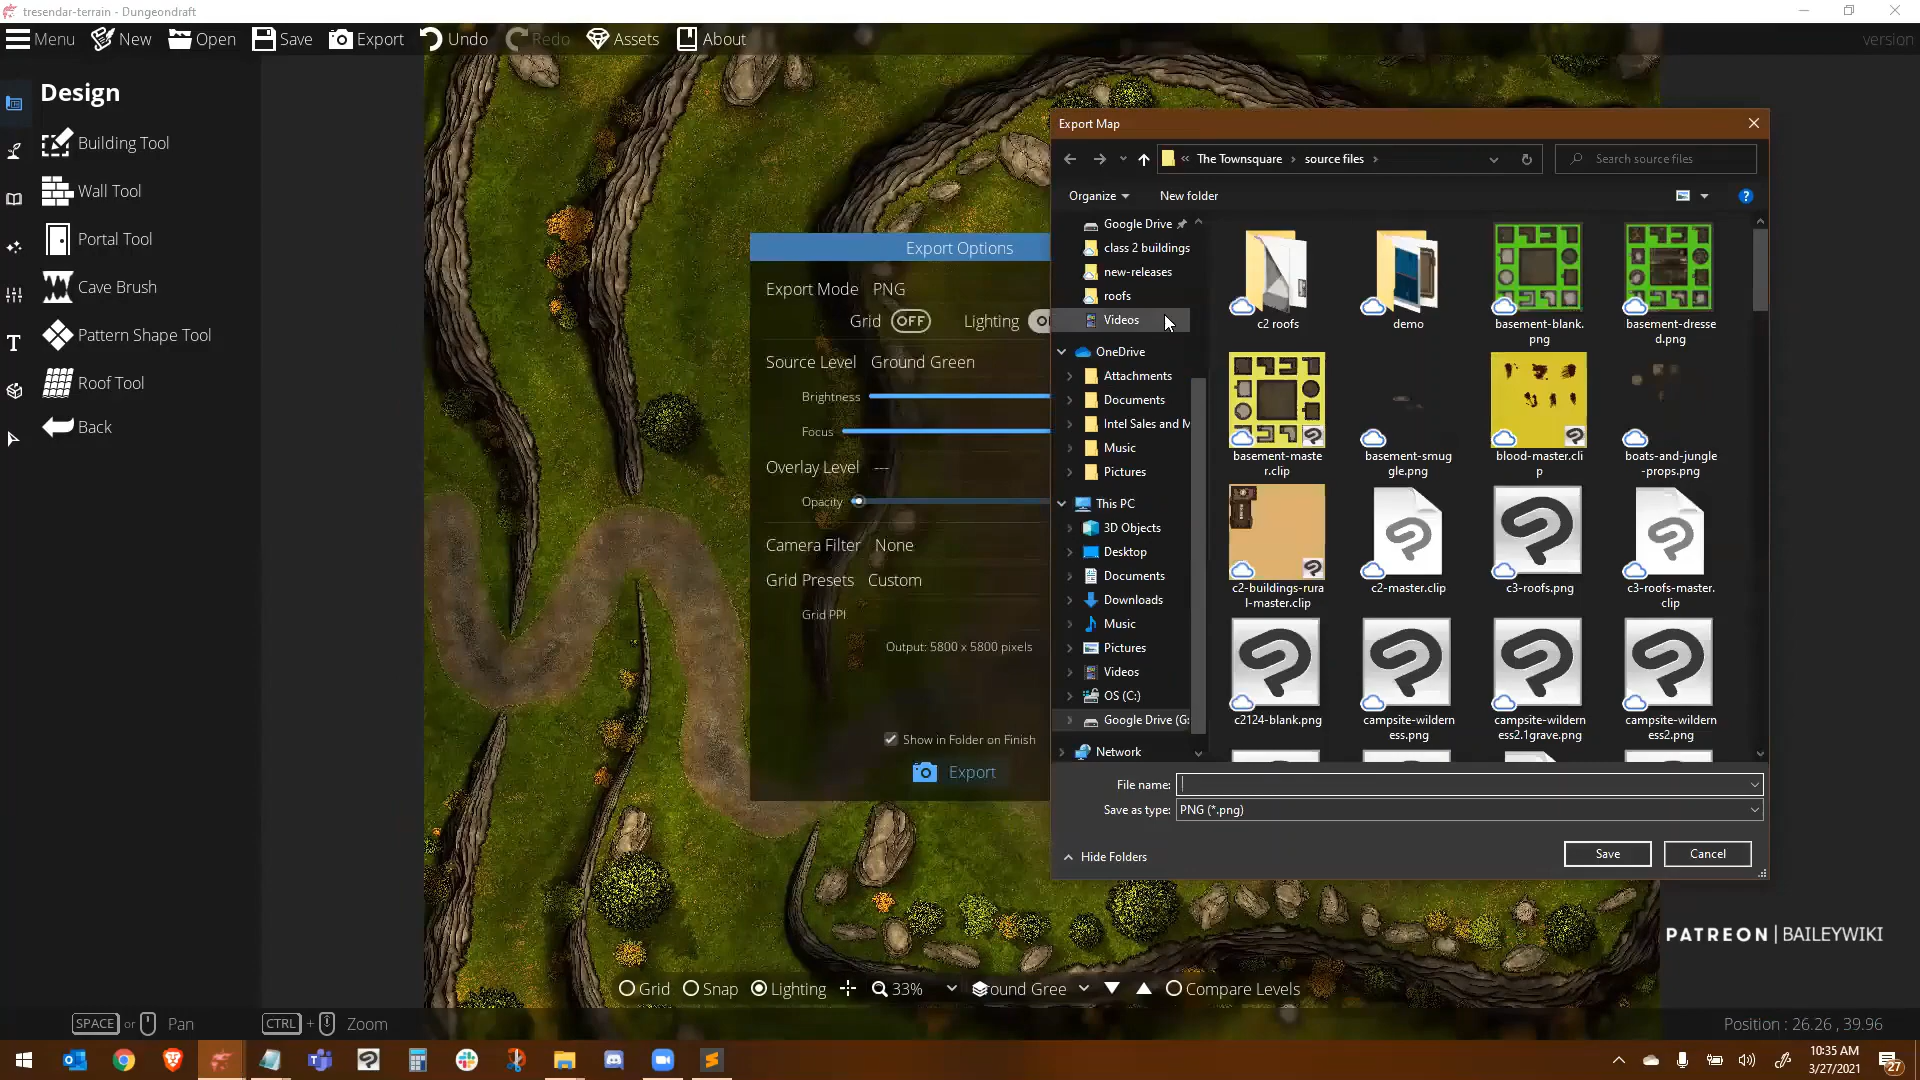 tresendar-terrain - Dungeondraft
Menu New Open Save Export Undo Redo Assets About version
Design
Building Tool
Wall Tool
Portal Tool
Cave Brush
Pattern Shape Tool
Roof Tool
Back
T
Export Options
Export Mode PNG
Grid OFF Lighting
Source Level Ground Green
Brightness
Focus
Overlay Level ---
Opacity
Camera Filter None
Grid Presets Custom
Grid PPI
Output: 5800 x 5800 pixels
Show in Folder on Finish
Export
Export Map
The Townsquare › source files ›
Search source files
Organize New folder
?
Google Drive
class 2 buildings
new-releases
roofs
Videos
OneDrive
Attachments
Documents
Intel Sales and M
Music
Pictures
This PC
3D Objects
Desktop
Documents
Downloads
Music
Pictures
Videos
OS (C:)
Google Drive (G:
Network
c2 roofs
demo
basement-blank.
png
basement-dresse
d.png
basement-maste
r.clip
basement-smug
gle.png
blood-master.cli
p
boats-and-jungle
-props.png
c2-buildings-rura
l-master.clip
c2-master.clip
c3-roofs.png
c3-roofs-master.
clip
c2124-blank.png
campsite-wildern
ess.png
campsite-wildern
ess2.1grave.png
campsite-wildern
ess2.png
File name:
Save as type: PNG (*.png)
Hide Folders
Save Cancel
PATREON | BAILEYWIKI
Grid Snap Lighting 33% Ground Gree Compare Levels
SPACE or Pan
CTRL + Zoom
Position : 26.26 , 39.96
10:35 AM
3/27/2021
27